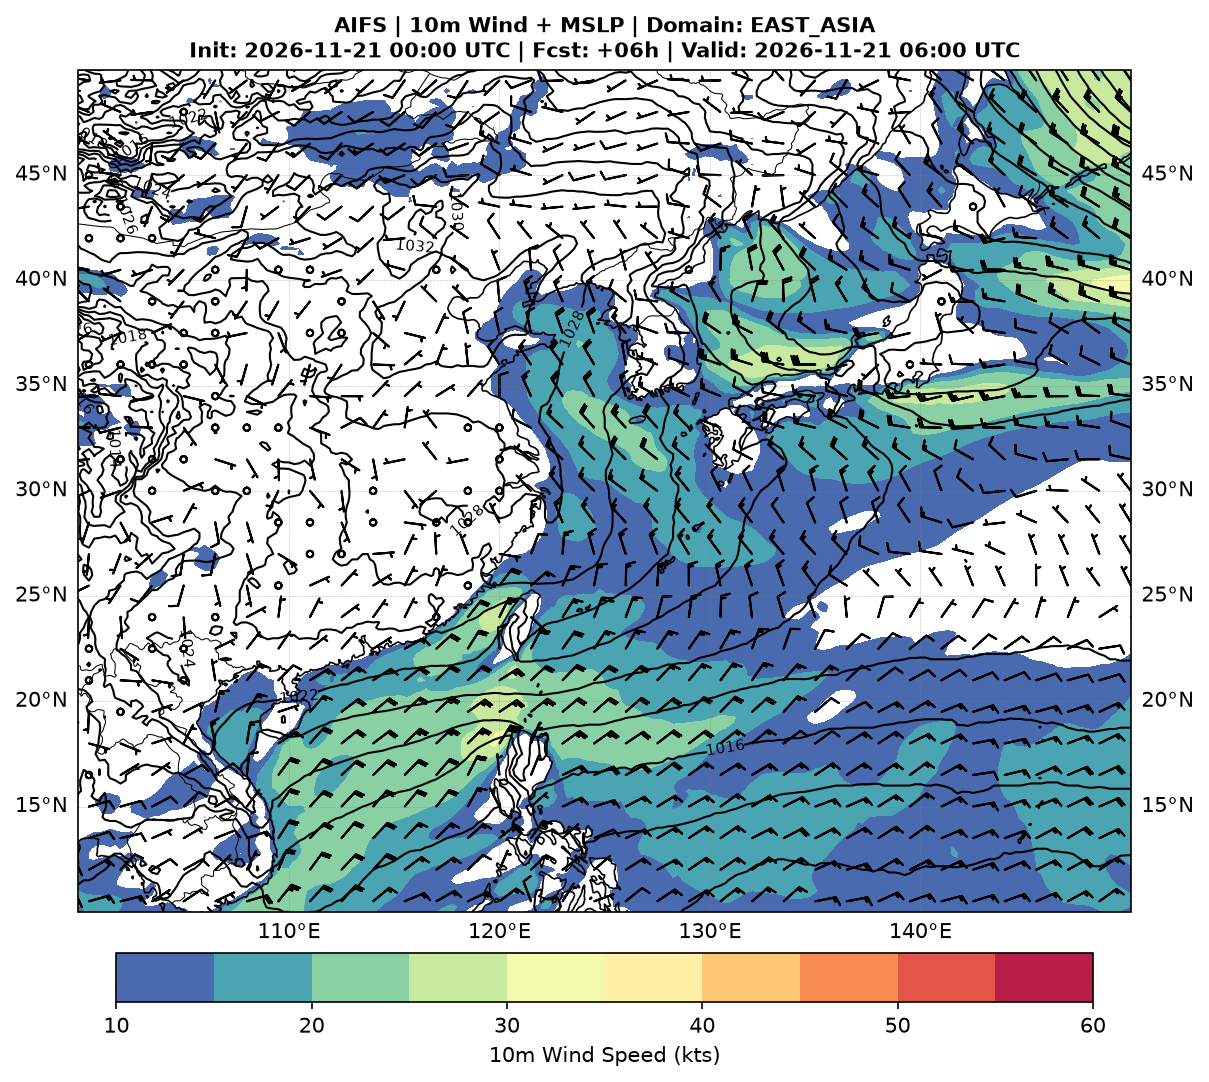 AIFS | 10m Wind + MSLP | Domain: EAST_ASIA
Init: 2026-11-21 00:00 UTC | Fcst: +06h | Valid: 2026-11-21 06:00 UTC
45°N 45°N
40°N 40°N
35°N 35°N
30°N 30°N
25°N 25°N
20°N 20°N
15°N 15°N
1026
1030
1032
1018
1028
1028
1024
1022
1016
110°E 120°E 130°E 140°E
10 20 30 40 50 60
10m Wind Speed (kts)